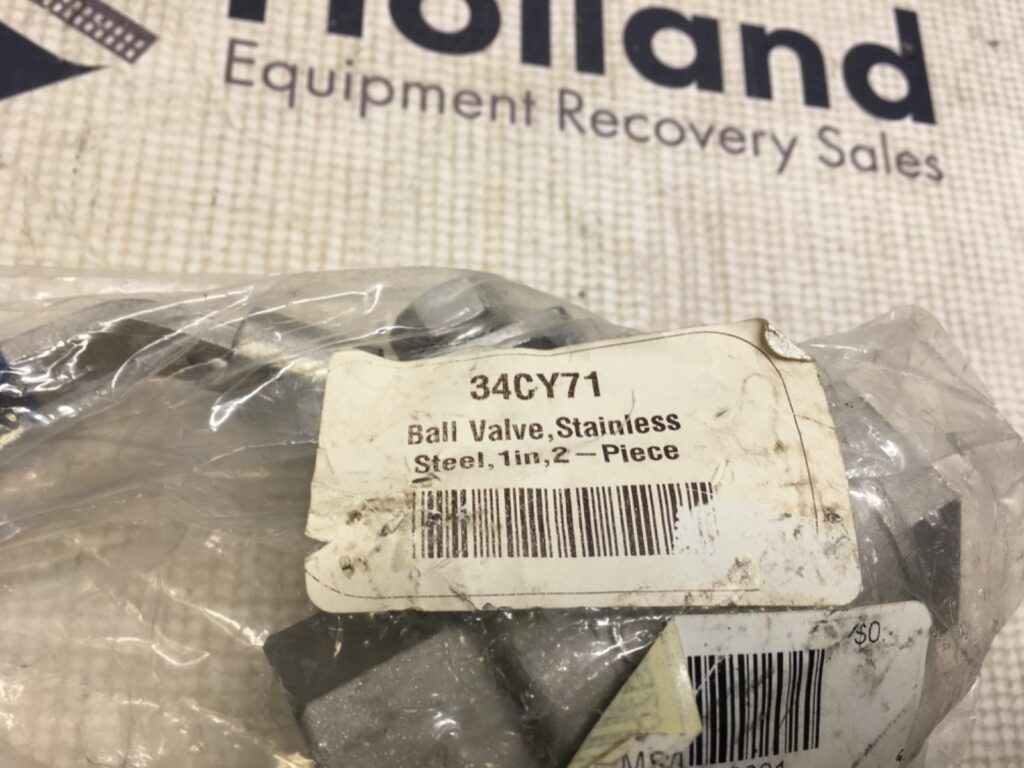 Holland
Equipment Recovery Sales
34CY71
Ball Valve,Stainless
Steel,1in,2-Piece
$0.